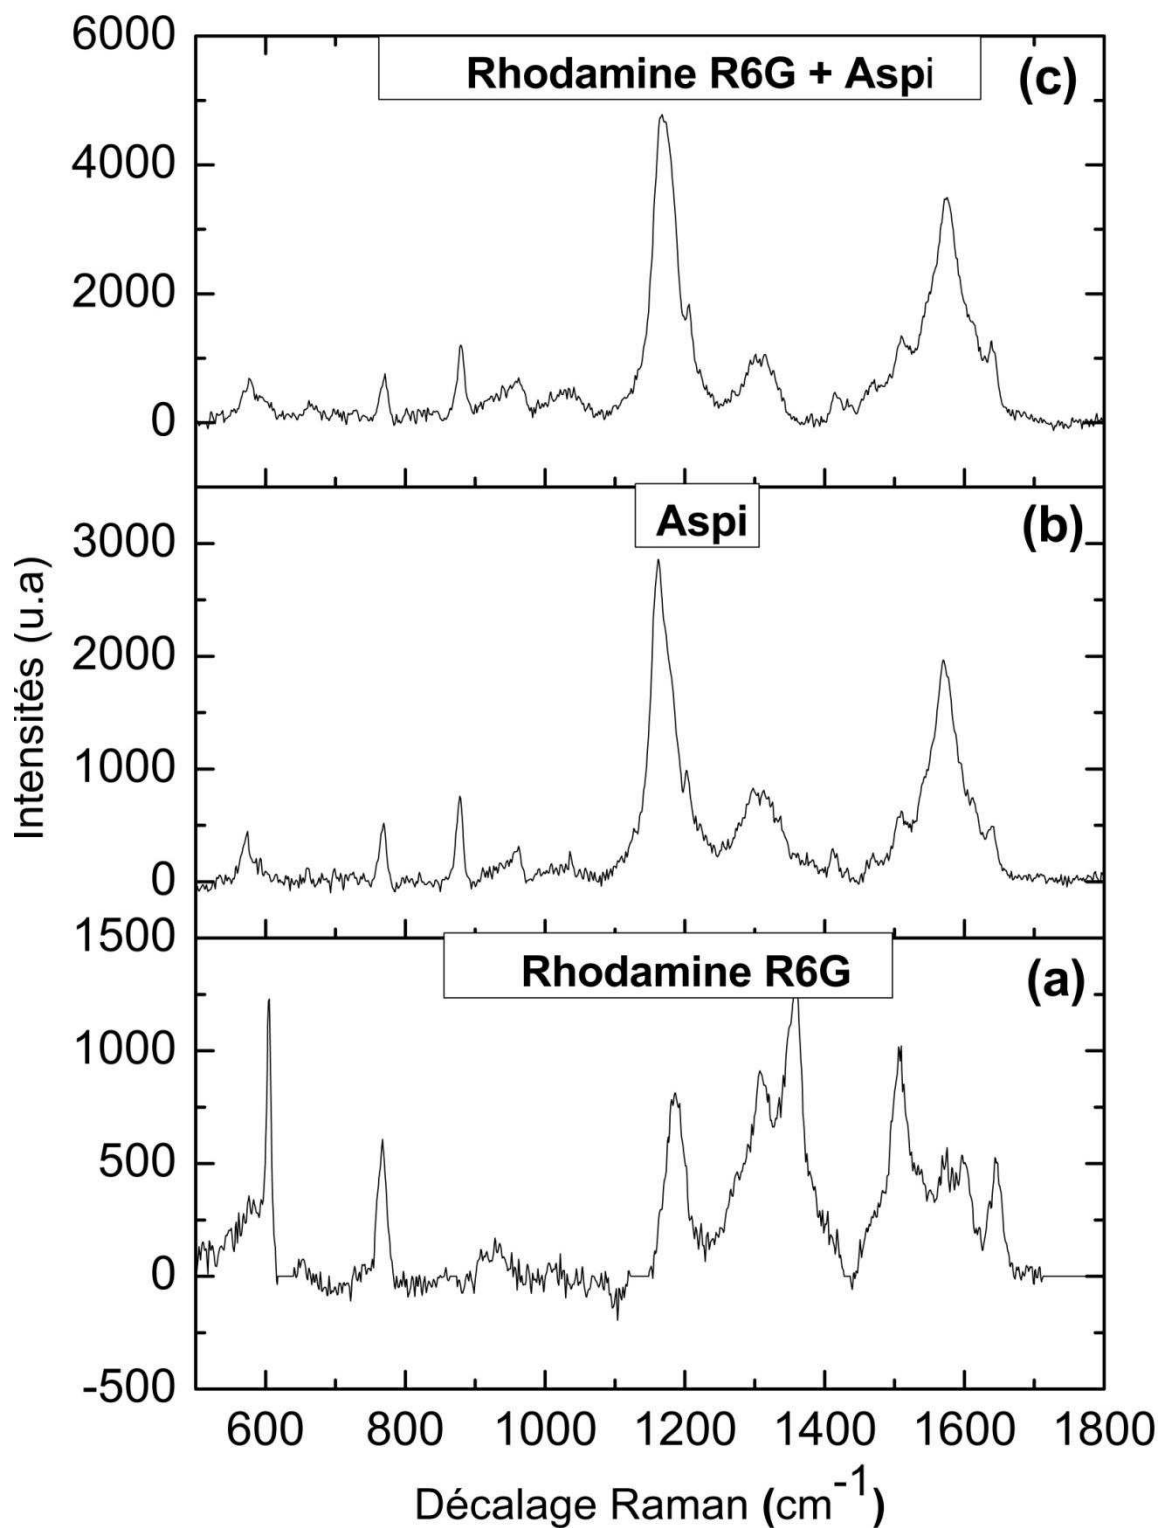 6000
Rhodamine R6G + Aspi
(c)
4000
2000
0
Aspi
(b)
3000
2000
1000
0
Intensités (u.a)
1500
Rhodamine R6G
(a)
1000
500
0
-500
600 800 1000 1200 1400 1600 1800
Décalage Raman (cm-1)